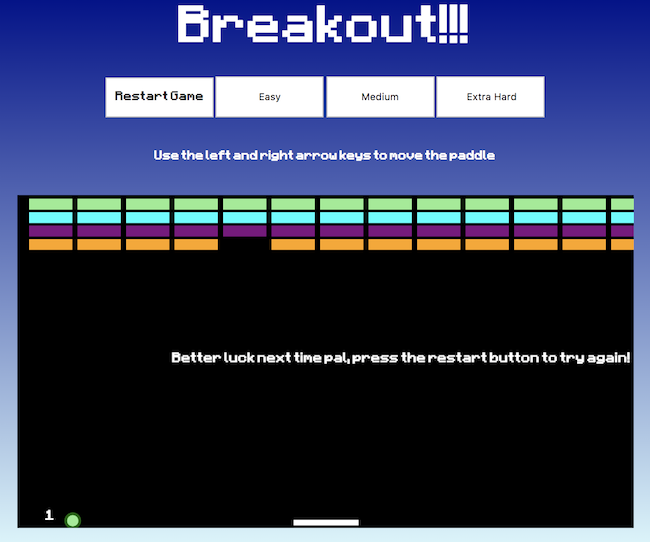 Breakout!!!
Restart Game Easy Medium Extra Hard
Use the left and right arrow keys to move the paddle
Better luck next time pal, press the restart button to try again!
1